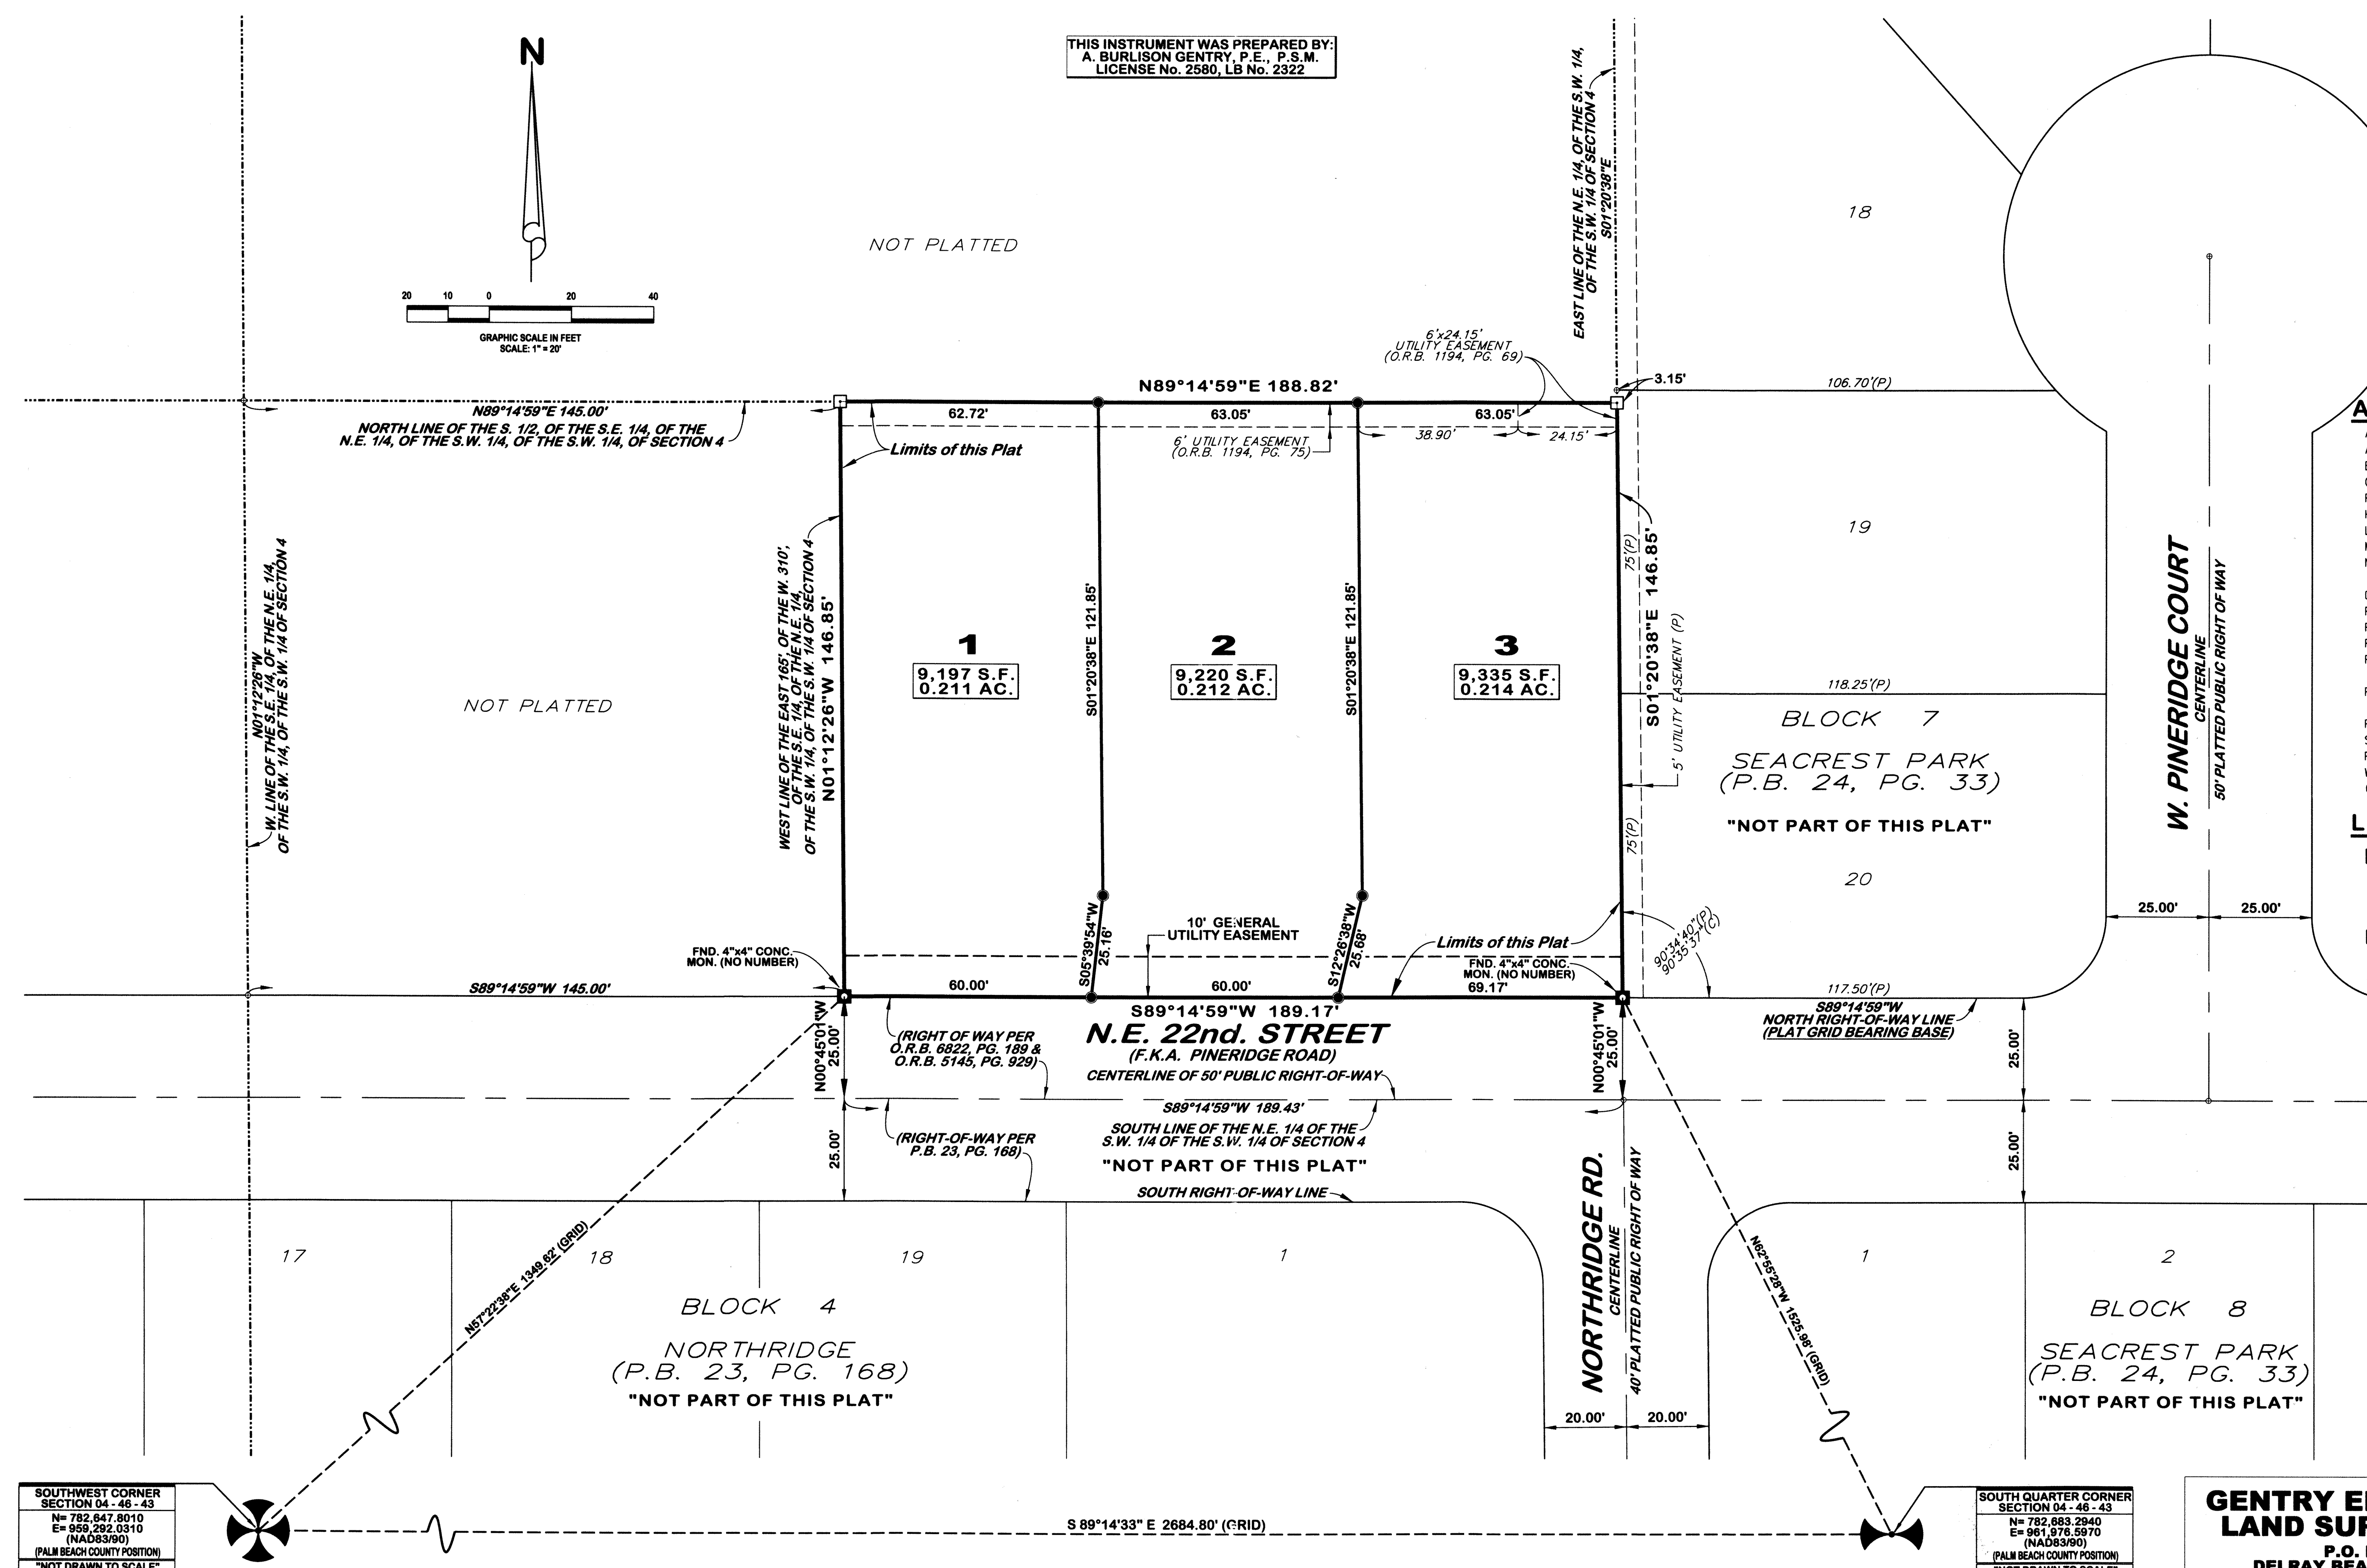 N
THIS INSTRUMENT WAS PREPARED BY:
A. BURLISON GENTRY, P.E., P.S.M.
LICENSE No. 2580, LB No. 2322
20 10 0 20 40
GRAPHIC SCALE IN FEET
SCALE: 1" = 20'
NOT PLATTED
EAST LINE OF THE N.E. 1/4, OF THE S.W. 1/4,
OF THE S.W. 1/4 OF SECTION 4
S01°20'38"E
18
6'x24.15'
UTILITY EASEMENT
(O.R.B. 1194, PG. 69)
N89°14'59"E 188.82'
3.15'
106.70'(P)
N89°14'59"E 145.00'
NORTH LINE OF THE S. 1/2, OF THE S.E. 1/4, OF THE
N.E. 1/4, OF THE S.W. 1/4, OF THE S.W. 1/4, OF SECTION 4
62.72'
63.05'
63.05'
Limits of this Plat
6' UTILITY EASEMENT
(O.R.B. 1194, PG. 75)
38.90'
24.15'
19
N01°12'26"W
W. LINE OF THE S.E. 1/4, OF THE N.E. 1/4,
OF THE S.W. 1/4, OF THE S.W. 1/4 OF SECTION 4
NOT PLATTED
WEST LINE OF THE EAST 165', OF THE W. 310',
OF THE S.E. 1/4, OF THE N.E. 1/4,
OF THE S.W. 1/4, OF THE S.W. 1/4 OF SECTION 4
N01°12'26"W 146.85'
1
9,197 S.F.
0.211 AC.
S01°20'38"E 121.85'
2
9,220 S.F.
0.212 AC.
S01°20'38"E 121.85'
3
9,335 S.F.
0.214 AC.
75'(P)
S01°20'38"E 146.85'
5' UTILITY EASEMENT (P)
75'(P)
118.25'(P)
BLOCK 7
SEACREST PARK
(P.B. 24, PG. 33)
"NOT PART OF THIS PLAT"
20
W. PINERIDGE COURT
CENTERLINE
50' PLATTED PUBLIC RIGHT OF WAY
25.00'
25.00'
FND. 4"x4" CONC.
MON. (NO NUMBER)
S05°39'54"W
25.16'
10' GENERAL
UTILITY EASEMENT
S12°26'38"W
25.68'
Limits of this Plat
FND. 4"x4" CONC.
MON. (NO NUMBER)
90°34'40"(P)
90°35'37"(C)
S89°14'59"W 145.00'
60.00'
60.00'
69.17'
117.50'(P)
S89°14'59"W 189.17'
S89°14'59"W
NORTH RIGHT-OF-WAY LINE
(PLAT GRID BEARING BASE)
N00°45'01"W
25.00'
(RIGHT OF WAY PER
O.R.B. 6822, PG. 189 &
O.R.B. 5145, PG. 929)
N.E. 22nd. STREET
(F.K.A. PINERIDGE ROAD)
CENTERLINE OF 50' PUBLIC RIGHT-OF-WAY
N00°45'01"W
25.00'
25.00'
S89°14'59"W 189.43'
SOUTH LINE OF THE N.E. 1/4 OF THE
S.W. 1/4 OF THE S.W. 1/4 OF SECTION 4
"NOT PART OF THIS PLAT"
(RIGHT-OF-WAY PER
P.B. 23, PG. 168)
25.00'
25.00'
SOUTH RIGHT-OF-WAY LINE
NORTHRIDGE RD.
CENTERLINE
40' PLATTED PUBLIC RIGHT OF WAY
17
18
19
1
1
2
N57°22'38"E 1349.62' (GRID)
N62°55'28"W 1525.98' (GRID)
BLOCK 4
NORTHRIDGE
(P.B. 23, PG. 168)
"NOT PART OF THIS PLAT"
BLOCK 8
SEACREST PARK
(P.B. 24, PG. 33)
"NOT PART OF THIS PLAT"
20.00'
20.00'
SOUTHWEST CORNER
SECTION 04 - 46 - 43
N= 782,647.8010
E= 959,292.0310
(NAD83/90)
(PALM BEACH COUNTY POSITION)
"NOT DRAWN TO SCALE"
S 89°14'33" E 2684.80' (GRID)
SOUTH QUARTER CORNER
SECTION 04 - 46 - 43
N= 782,683.2940
E= 961,976.5970
(NAD83/90)
(PALM BEACH COUNTY POSITION)
"NOT DRAWN TO SCALE"
GENTRY
LAND
P.O.
DELRAY